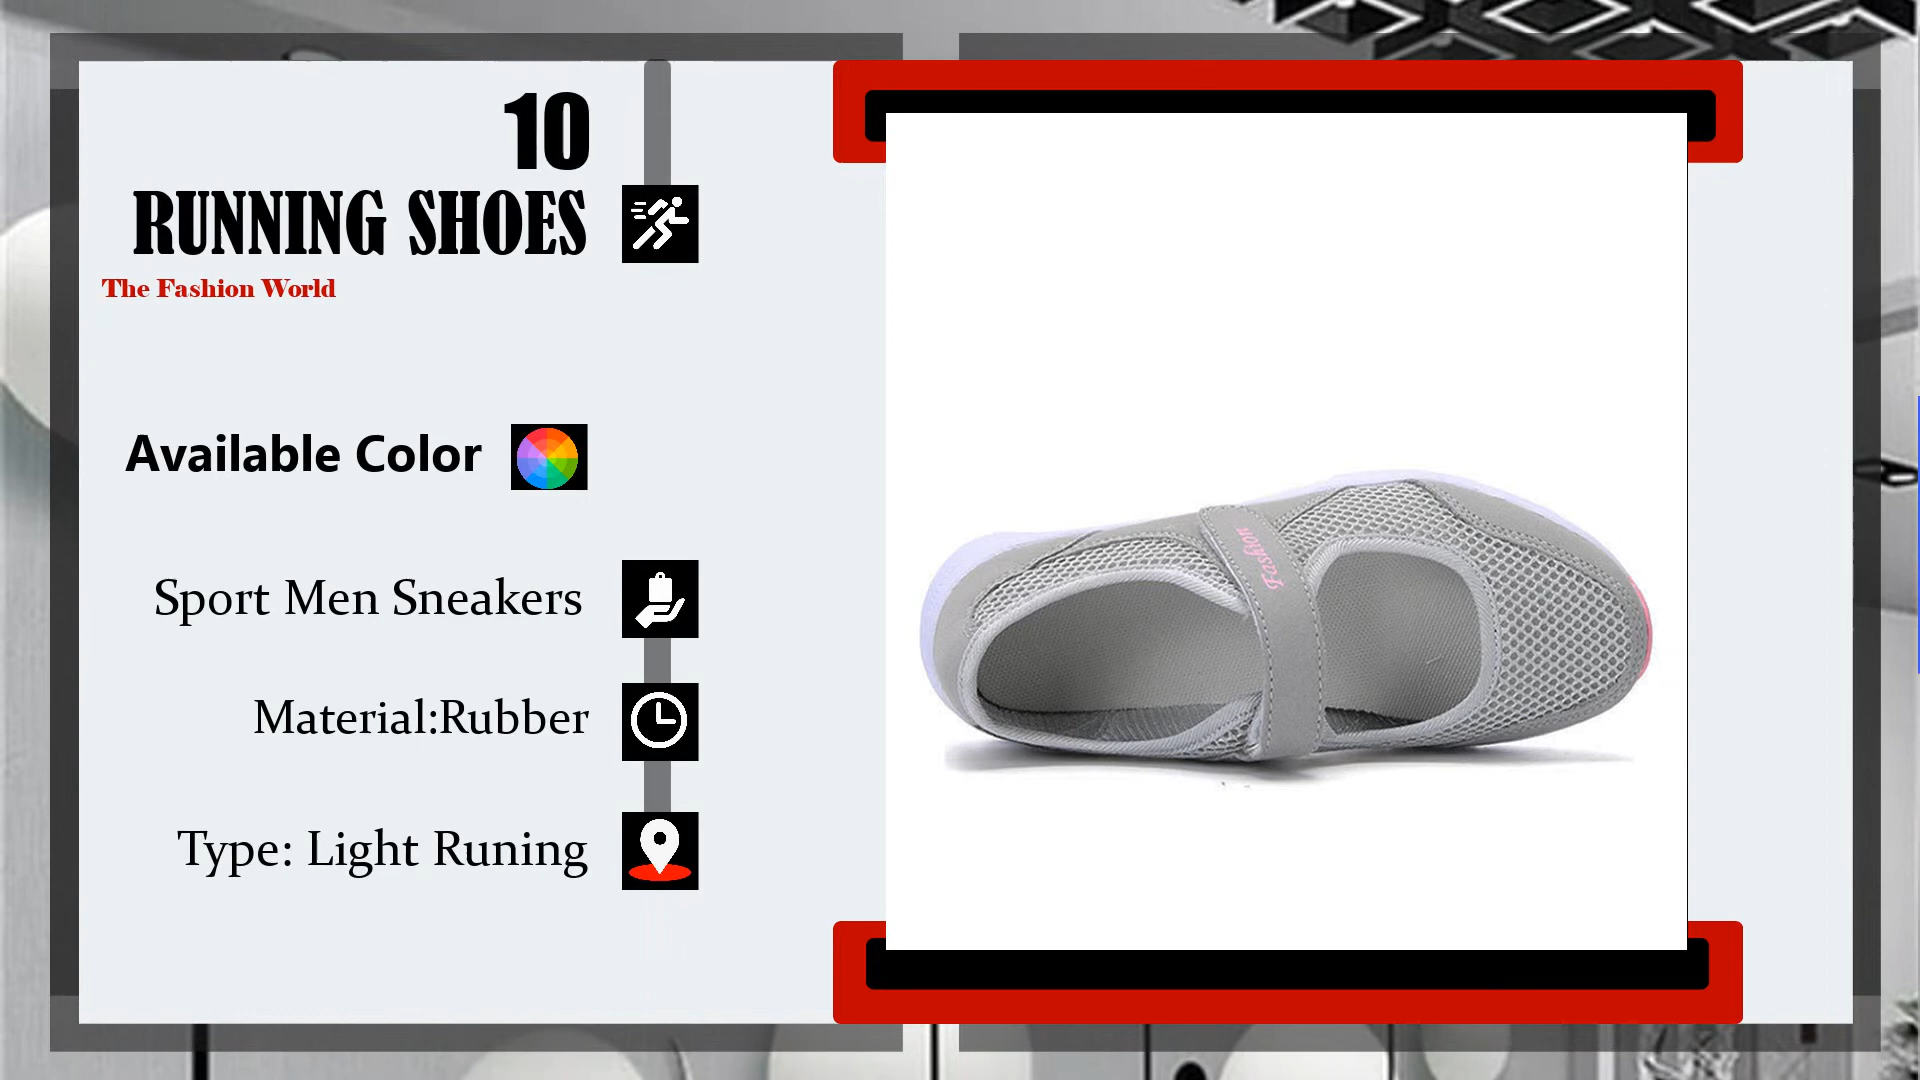 10
RUNNING SHOES
The Fashion World
Available Color
Sport Men Sneakers
Material:Rubber
Type: Light Runing
Fashion